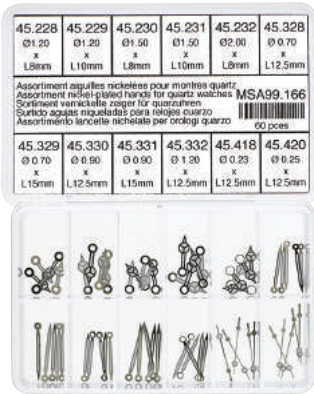 45.228 45.229 45.230 45.231 45.232 45.328
Ø1.20 Ø1.20 Ø1.50 Ø1.50 Ø2.00 Ø 0.70
x x x x x x
L8mm L10mm L8mm L10mm L8mm L12.5mm
Assortiment aiguilles nickelées pour montres quartz
Assortment nickel-plated hands for quartz watches
Sortiment vernickelte zeiger für quarzuhren
Surtido agujas niqueladas para relojes cuarzo
Assortimento lancette nichelate per orologi quarzo
MSA99.166
60 pces
45.329 45.330 45.331 45.332 45.418 45.420
Ø 0.70 Ø 0.90 Ø 0.90 Ø 1.20 Ø 0.23 Ø 0.25
x x x x x x
L15mm L12.5mm L15mm L12.5mm L12.5mm L12.5mm